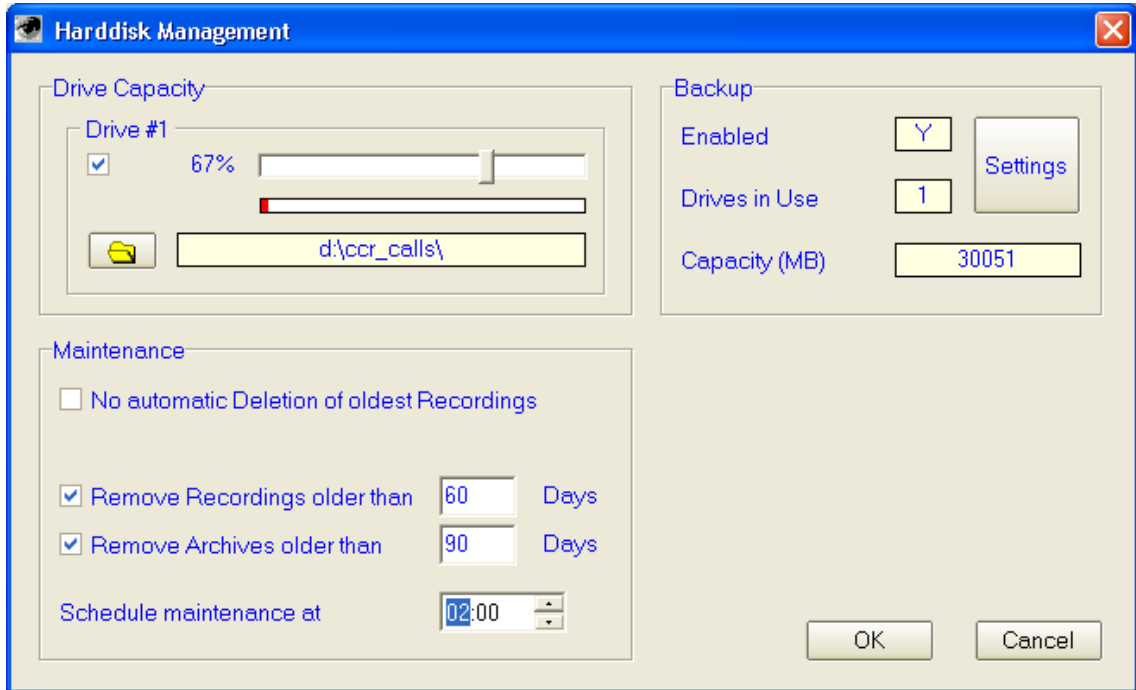 Harddisk Management
Drive Capacity
Drive #1
67%
d:\ccr_calls\
Backup
Enabled
Y
Settings
Drives in Use
1
Capacity (MB)
30051
Maintenance
No automatic Deletion of oldest Recordings
Remove Recordings older than 60 Days
Remove Archives older than 90 Days
Schedule maintenance at 02:00
OK
Cancel